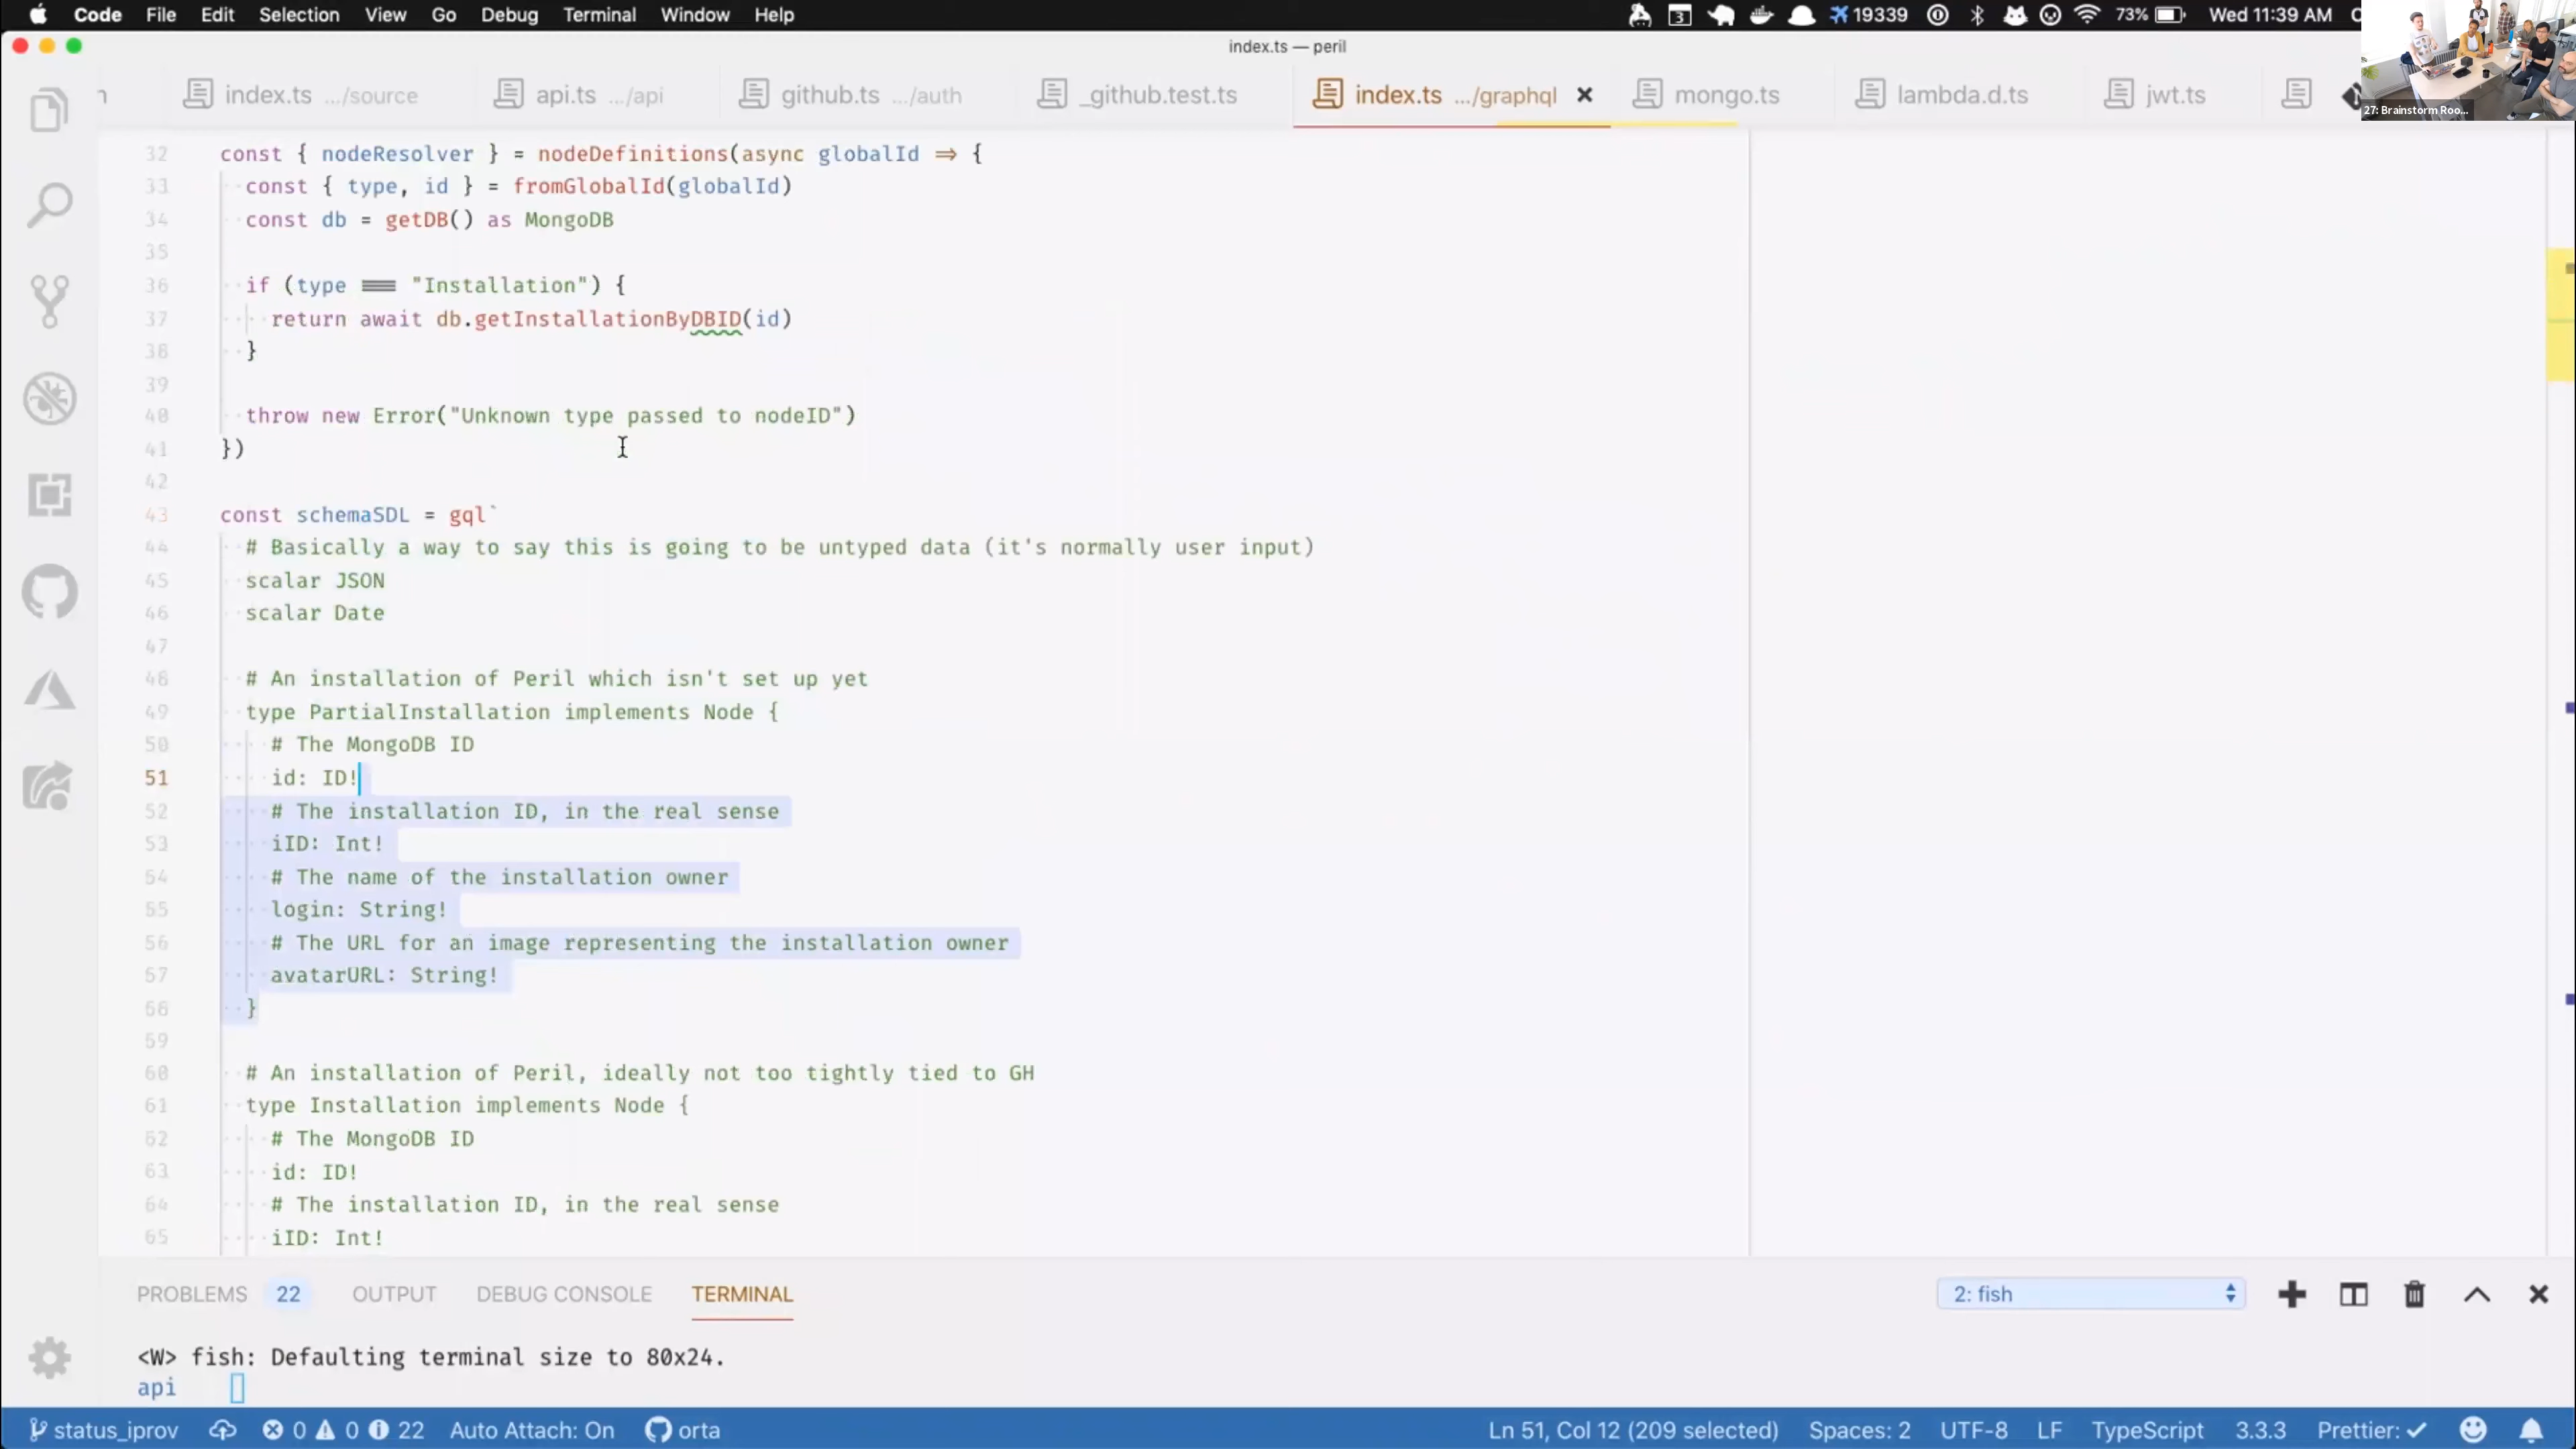 Code File Edit Selection View Go Debug Terminal Window Help 19339 73% Wed 11:39 AM
index.ts — peril
index.ts .../source api.ts .../api github.ts .../auth _github.test.ts index.ts .../graphql mongo.ts lambda.d.ts jwt.ts
27: Brainstorm Roo...
32 const { nodeResolver } = nodeDefinitions(async globalId => {
33 const { type, id } = fromGlobalId(globalId)
34 const db = getDB() as MongoDB
35
36 if (type === "Installation") {
37 return await db.getInstallationByDBID(id)
38 }
39
40 throw new Error("Unknown type passed to nodeID")
41 })
42
43 const schemaSDL = gql`
44 # Basically a way to say this is going to be untyped data (it's normally user input)
45 scalar JSON
46 scalar Date
47
48 # An installation of Peril which isn't set up yet
49 type PartialInstallation implements Node {
50 # The MongoDB ID
51 id: ID!
52 # The installation ID, in the real sense
53 iID: Int!
54 # The name of the installation owner
55 login: String!
56 # The URL for an image representing the installation owner
57 avatarURL: String!
58 }
59
60 # An installation of Peril, ideally not too tightly tied to GH
61 type Installation implements Node {
62 # The MongoDB ID
63 id: ID!
64 # The installation ID, in the real sense
65 iID: Int!
PROBLEMS 22 OUTPUT DEBUG CONSOLE TERMINAL 2: fish
<W> fish: Defaulting terminal size to 80x24.
api
status_iprov 0 0 22 Auto Attach: On orta Ln 51, Col 12 (209 selected) Spaces: 2 UTF-8 LF TypeScript 3.3.3 Prettier: ✓